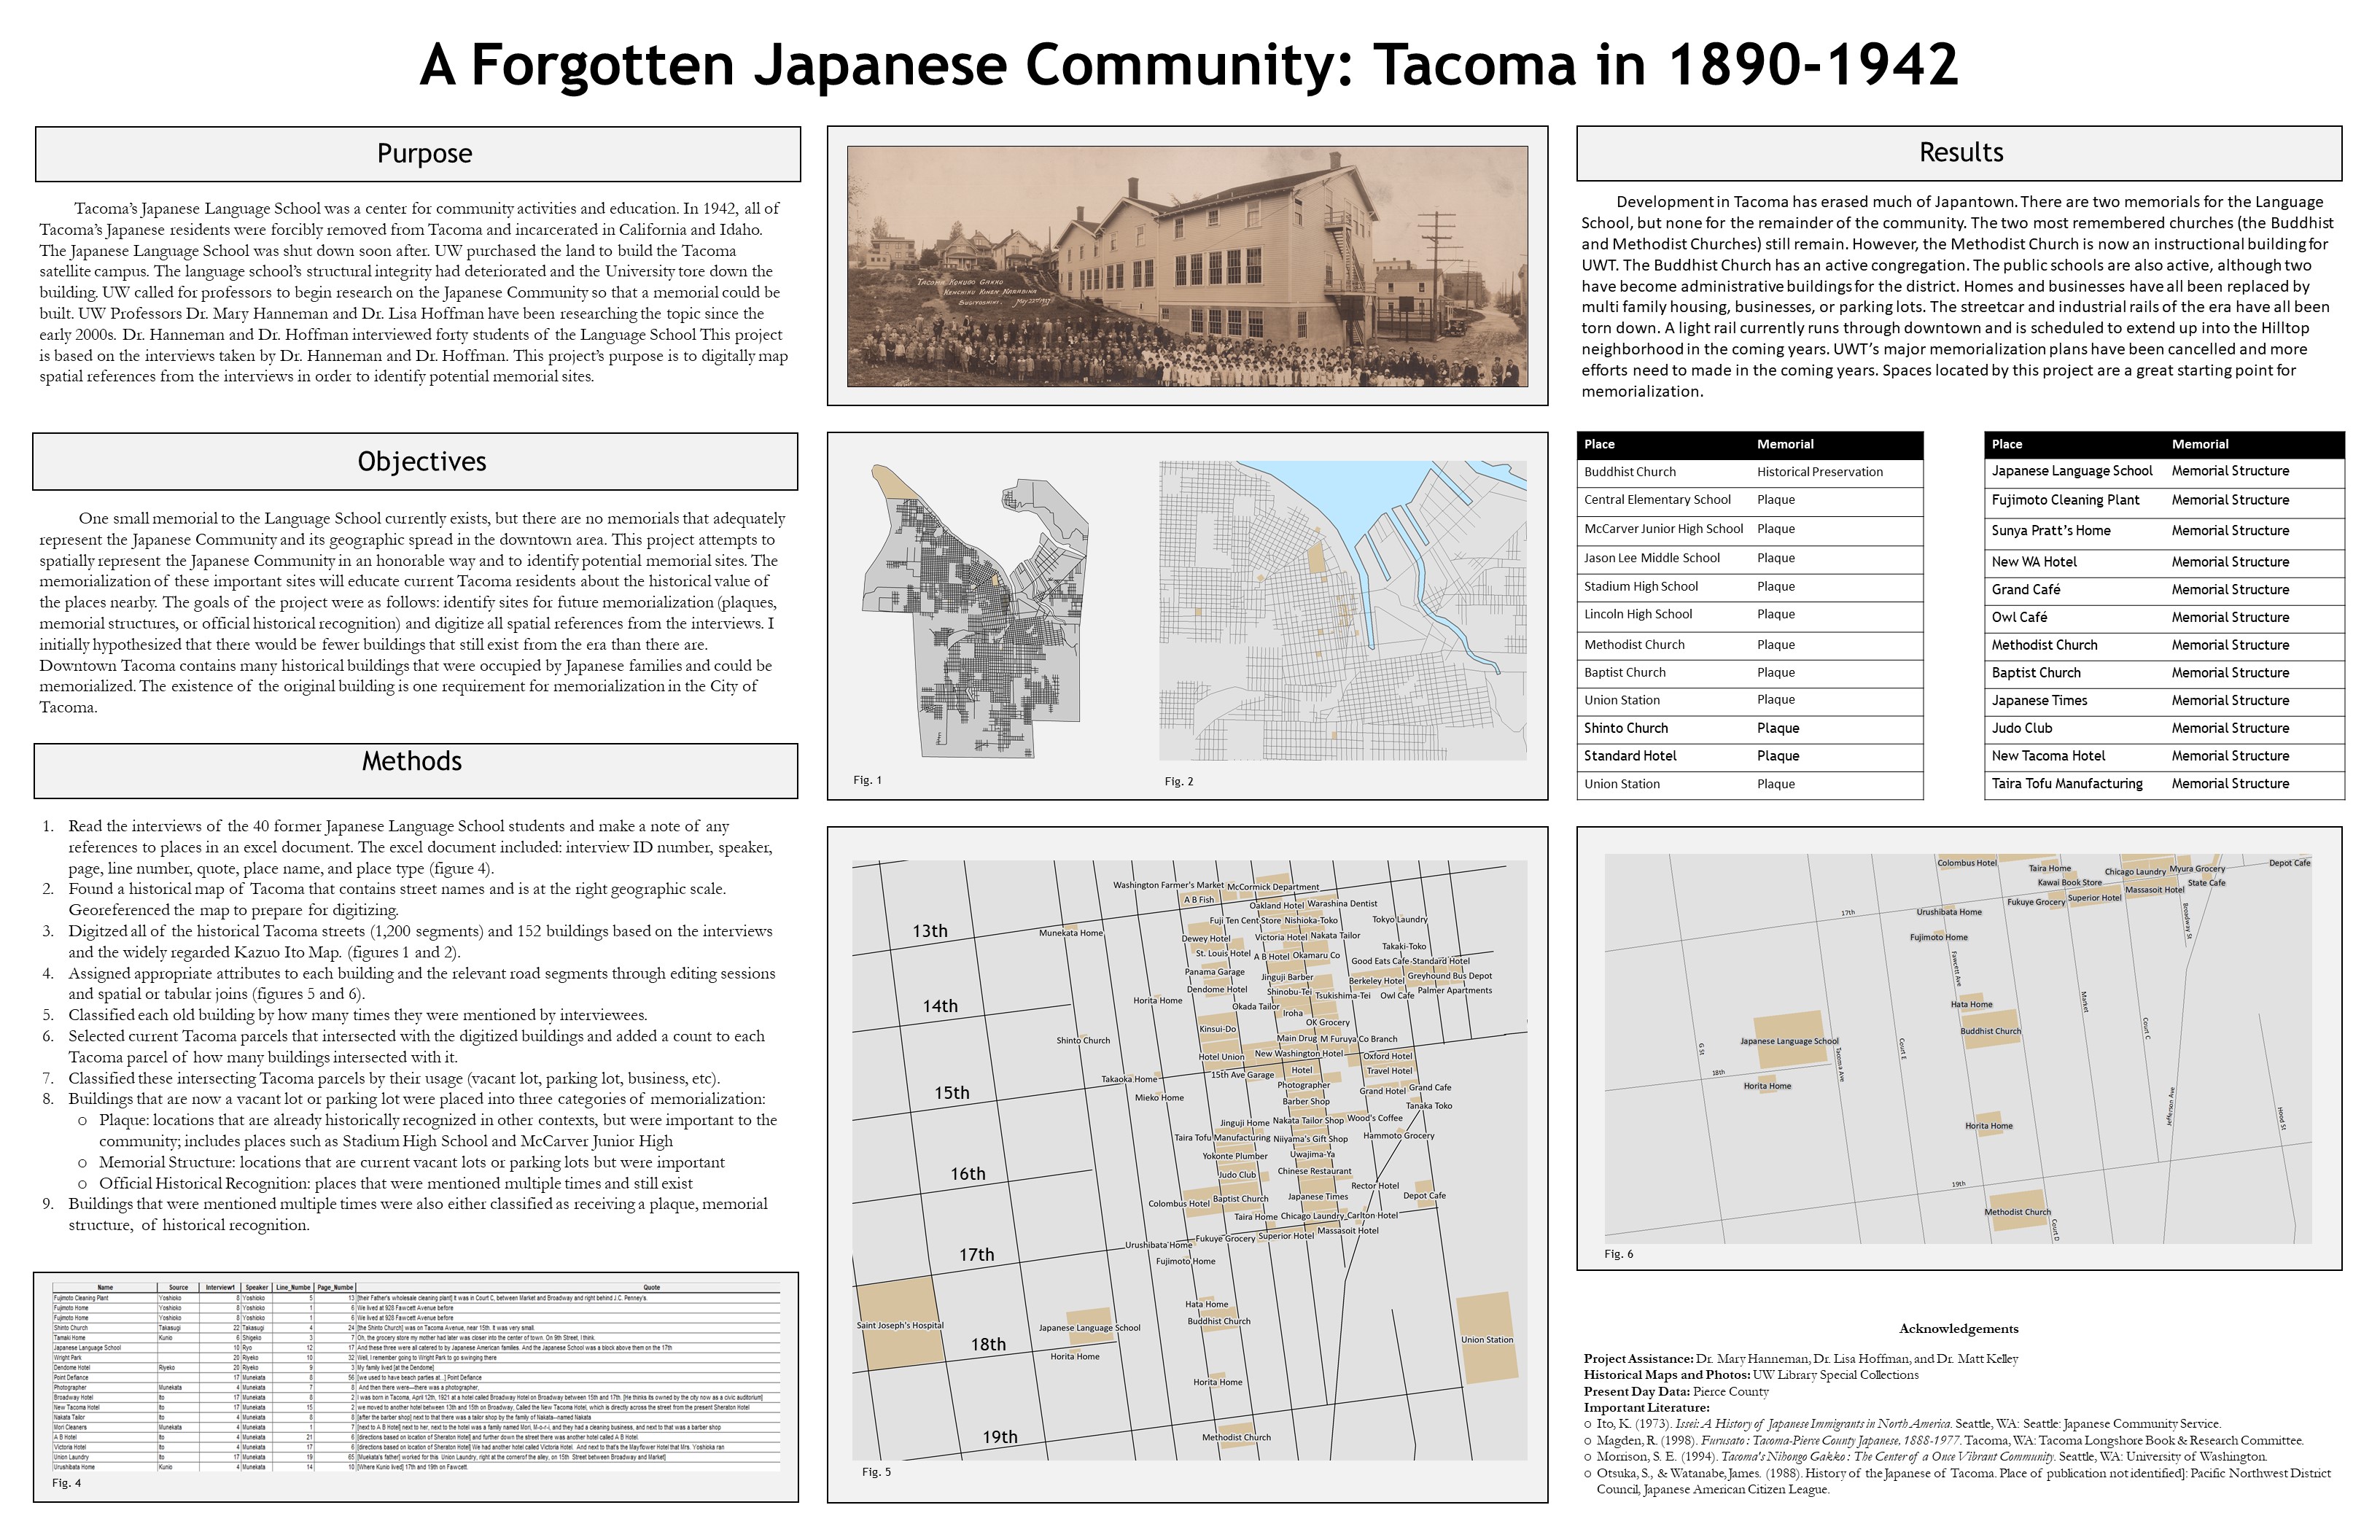 A Forgotten Japanese Community: Tacoma in 1890-1942
Purpose
Tacoma’s Japanese Language School was a center for community activities and education. In 1942, all of
Tacoma’s Japanese residents were forcibly removed from Tacoma and incarcerated in California and Idaho.
The Japanese Language School was shut down soon after. UW purchased the land to build the Tacoma
satellite campus. The language school’s structural integrity had deteriorated and the University tore down the
building. UW called for professors to begin research on the Japanese Community so that a memorial could be
built. UW Professors Dr. Mary Hanneman and Dr. Lisa Hoffman have been researching the topic since the
early 2000s. Dr. Hanneman and Dr. Hoffman interviewed forty students of the Language School This project
is based on the interviews taken by Dr. Hanneman and Dr. Hoffman. This project’s purpose is to digitally map
spatial references from the interviews in order to identify potential memorial sites.
Objectives
One small memorial to the Language School currently exists, but there are no memorials that adequately
represent the Japanese Community and its geographic spread in the downtown area. This project attempts to
spatially represent the Japanese Community in an honorable way and to identify potential memorial sites. The
memorialization of these important sites will educate current Tacoma residents about the historical value of
the places nearby. The goals of the project were as follows: identify sites for future memorialization (plaques,
memorial structures, or official historical recognition) and digitize all spatial references from the interviews. I
initially hypothesized that there would be fewer buildings that still exist from the era than there are.
Downtown Tacoma contains many historical buildings that were occupied by Japanese families and could be
memorialized. The existence of the original building is one requirement for memorialization in the City of
Tacoma.
Methods
1. Read the interviews of the 40 former Japanese Language School students and make a note of any
references to places in an excel document. The excel document included: interview ID number, speaker,
page, line number, quote, place name, and place type (figure 4).
2. Found a historical map of Tacoma that contains street names and is at the right geographic scale.
Georeferenced the map to prepare for digitizing.
3. Digitzed all of the historical Tacoma streets (1,200 segments) and 152 buildings based on the interviews
and the widely regarded Kazuo Ito Map. (figures 1 and 2).
4. Assigned appropriate attributes to each building and the relevant road segments through editing sessions
and spatial or tabular joins (figures 5 and 6).
5. Classified each old building by how many times they were mentioned by interviewees.
6. Selected current Tacoma parcels that intersected with the digitized buildings and added a count to each
Tacoma parcel of how many buildings intersected with it.
7. Classified these intersecting Tacoma parcels by their usage (vacant lot, parking lot, business, etc).
8. Buildings that are now a vacant lot or parking lot were placed into three categories of memorialization:
o Plaque: locations that are already historically recognized in other contexts, but were important to the
community; includes places such as Stadium High School and McCarver Junior High
o Memorial Structure: locations that are current vacant lots or parking lots but were important
o Official Historical Recognition: places that were mentioned multiple times and still exist
9. Buildings that were mentioned multiple times were also either classified as receiving a plaque, memorial
structure, of historical recognition.
Name Source Interview1 Speaker Line_Numbe Page_Numbe Quote
Fujimoto Cleaning Plant Yoshioko 8 Yoshioko 5 13 [their Father's wholesale cleaning plant] It was in Court C, between Market and Broadway and right behind J.C. Penney's.
Fujimoto Home Yoshioko 8 Yoshioko 1 6 We lived at 928 Fawcett Avenue before
Fujimoto Home Yoshioko 8 Yoshioko 1 6 We lived at 928 Fawcett Avenue before
Shinto Church Takasugi 22 Takasugi 4 24 [the Shinto Church] was on Tacoma Avenue, near 15th. It was very small.
Tamaki Home Kunio 6 Shigeko 3 7 Oh, the grocery store my mother had later was closer into the center of town. On 9th Street, I think.
Japanese Language School 10 Ryo 12 17 And these three were all catered to by Japanese American families. And the Japanese School was a block above them on the 17th
Wright Park 20 Riyeko 10 32 Well, I remember going to Wright Park to go swinging there
Dendome Hotel Riyeko 20 Riyeko 9 3 My family lived [at the Dendome]
Point Defiance 17 Munekata 8 56 [we used to have beach parties at...] Point Defiance
Photographer Munekata 4 Munekata 7 8 And then there were—there was a photographer,
Broadway Hotel Ito 17 Munekata 8 2 I was born in Tacoma, April 12th, 1921 at a hotel called Broadway Hotel on Broadway between 15th and 17th. [He thinks its owned by the city now as a civic auditorium]
New Tacoma Hotel Ito 17 Munekata 15 2 we moved to another hotel between 13th and 15th on Broadway, Called the New Tacoma Hotel, which is directly across the street from the present Sheraton Hotel
Nakata Tailor Ito 4 Munekata 8 8 [after the barber shop] next to that there was a tailor shop by the family of Nakata--named Nakata
Mori Cleaners Munekata 4 Munekata 1 7 [next to A B Hotel] next to her, next to the hotel was a family named Mori, M-o-r-i, and they had a cleaning business, and next to that was a barber shop
A B Hotel Ito 4 Munekata 21 6 [directions based on location of Sheraton Hotel] and further down the street there was another hotel called A B Hotel.
Victoria Hotel Ito 4 Munekata 17 6 [directions based on location of Sheraton Hotel] We had another hotel called Victoria Hotel. And next to that's the Mayflower Hotel that Mrs. Yoshioka ran
Union Laundry Ito 17 Munekata 19 65 [Muekata's father] worked for this Union Laundry, right at the cornerof the alley, on 15th Street between Broadway and Market]
Urushibata Home Kunio 4 Munekata 14 10 [Where Kunio lived] 17th and 19th on Fawcett.
Fig. 4
TACOMA KOKUGO GAKKO
May 22nd 1927
Fig. 1
Fig. 2
Washington Farmer's Market
McCormick Department
A B Fish
Oakland Hotel
Warashina Dentist
Fuji Ten Cent Store
Nishioka-Toko
Tokyo Laundry
13th
Munekata Home
Dewey Hotel
Victoria Hotel
Nakata Tailor
Takaki-Toko
St. Louis Hotel
A B Hotel
Okamaru Co
Good Eats Cafe
Standard Hotel
Panama Garage
Jinguji Barber
Berkeley Hotel
Greyhound Bus Depot
Dendome Hotel
Shinobu-Tei
Tsukishima-Tei
Owl Cafe
Palmer Apartments
14th
Horita Home
Okada Tailor
Iroha
OK Grocery
Kinsui-Do
Shinto Church
Main Drug
M Furuya Co Branch
Hotel Union
New Washington Hotel
Oxford Hotel
Takaoka Home
15th Ave Garage
Hotel
Travel Hotel
15th
Mieko Home
Photographer
Grand Hotel
Grand Cafe
Barber Shop
Tanaka Toko
Jinguji Home
Nakata Tailor Shop
Wood's Coffee
Taira Tofu Manufacturing
Niiyama's Gift Shop
Hammoto Grocery
Yokonte Plumber
Uwajima-Ya
16th
Judo Club
Chinese Restaurant
Rector Hotel
Colombus Hotel
Baptist Church
Japanese Times
Depot Cafe
Taira Home
Chicago Laundry
Carlton Hotel
17th
Urushibata Home
Fukuye Grocery
Superior Hotel
Massasoit Hotel
Fujimoto Home
Hata Home
Saint Joseph's Hospital
Japanese Language School
Buddhist Church
Union Station
18th
Horita Home
Horita Home
19th
Methodist Church
Fig. 5
Results
Development in Tacoma has erased much of Japantown. There are two memorials for the Language
School, but none for the remainder of the community. The two most remembered churches (the Buddhist
and Methodist Churches) still remain. However, the Methodist Church is now an instructional building for
UWT. The Buddhist Church has an active congregation. The public schools are also active, although two
have become administrative buildings for the district. Homes and businesses have all been replaced by
multi family housing, businesses, or parking lots. The streetcar and industrial rails of the era have all been
torn down. A light rail currently runs through downtown and is scheduled to extend up into the Hilltop
neighborhood in the coming years. UWT’s major memorialization plans have been cancelled and more
efforts need to made in the coming years. Spaces located by this project are a great starting point for
memorialization.
Place Memorial
Buddhist Church Historical Preservation
Central Elementary School Plaque
McCarver Junior High School Plaque
Jason Lee Middle School Plaque
Stadium High School Plaque
Lincoln High School Plaque
Methodist Church Plaque
Baptist Church Plaque
Union Station Plaque
Shinto Church Plaque
Standard Hotel Plaque
Union Station Plaque
Place Memorial
Japanese Language School Memorial Structure
Fujimoto Cleaning Plant Memorial Structure
Sunya Pratt’s Home Memorial Structure
New WA Hotel Memorial Structure
Grand Café Memorial Structure
Owl Café Memorial Structure
Methodist Church Memorial Structure
Baptist Church Memorial Structure
Japanese Times Memorial Structure
Judo Club Memorial Structure
New Tacoma Hotel Memorial Structure
Taira Tofu Manufacturing Memorial Structure
Colombus Hotel
Taira Home
Chicago Laundry
Myura Grocery
Depot Cafe
Kawai Book Store
Massasoit Hotel
State Cafe
Fukuye Grocery
Superior Hotel
17th
Urushibata Home
Broadway St
Fujimoto Home
Fawcett Ave
Hata Home
Market
Buddhist Church
Court C
Japanese Language School
G St
Court E
Tacoma Ave
18th
Horita Home
Horita Home
Jefferson Ave
Hood St
19th
Methodist Church
Court D
Fig. 6
Acknowledgements
Project Assistance: Dr. Mary Hanneman, Dr. Lisa Hoffman, and Dr. Matt Kelley
Historical Maps and Photos: UW Library Special Collections
Present Day Data: Pierce County
Important Literature:
o Ito, K. (1973). Issei: A History of Japanese Immigrants in North America. Seattle, WA: Seattle: Japanese Community Service.
o Magden, R. (1998). Furusato : Tacoma-Pierce County Japanese. 1888-1977. Tacoma, WA: Tacoma Longshore Book & Research Committee.
o Morrison, S. E. (1994). Tacoma's Nihongo Gakko : The Center of a Once Vibrant Community. Seattle, WA: University of Washington.
o Otsuka, S., & Watanabe, James. (1988). History of the Japanese of Tacoma. Place of publication not identified]: Pacific Northwest District
Council, Japanese American Citizen League.